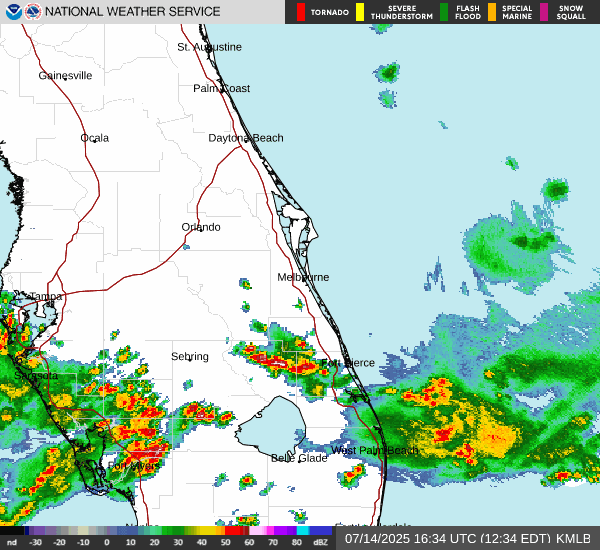 NATIONAL WEATHER SERVICE
TORNADO
SEVERE
THUNDERSTORM
FLASH
FLOOD
SPECIAL
MARINE
SNOW
SQUALL
St. Augustine
Gainesville
Palm Coast
Ocala
Daytona Beach
Orlando
Melbourne
Tampa
Sebring
Fort Pierce
Sarasota
West Palm Beach
Belle Glade
Fort Myers
nd -30 -20 -10 0 10 20 30 40 50 60 70 80 dBZ
07/14/2025 16:34 UTC (12:34 EDT) KMLB